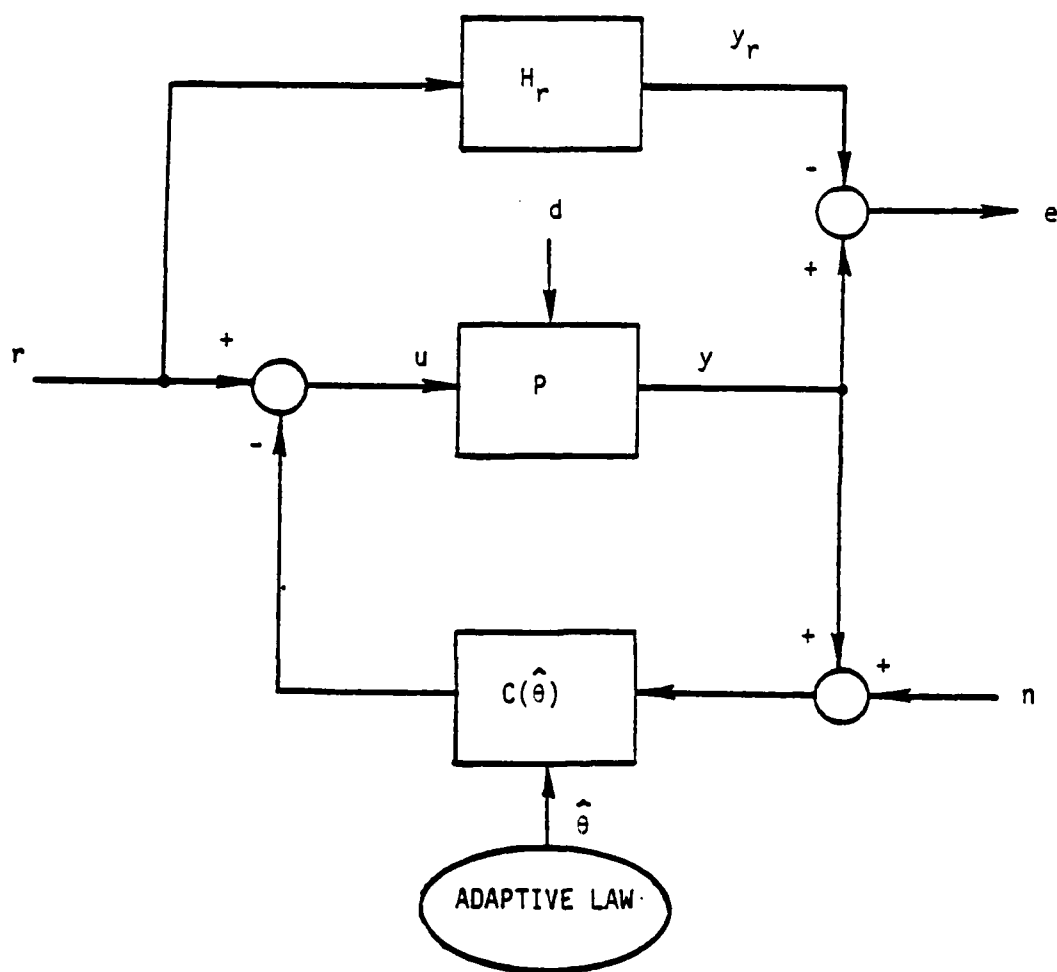 y_r
H_r
-
d
e
+
r
+
u
P
y
-
+
+
C(θ̂)
n
θ̂
ADAPTIVE LAW